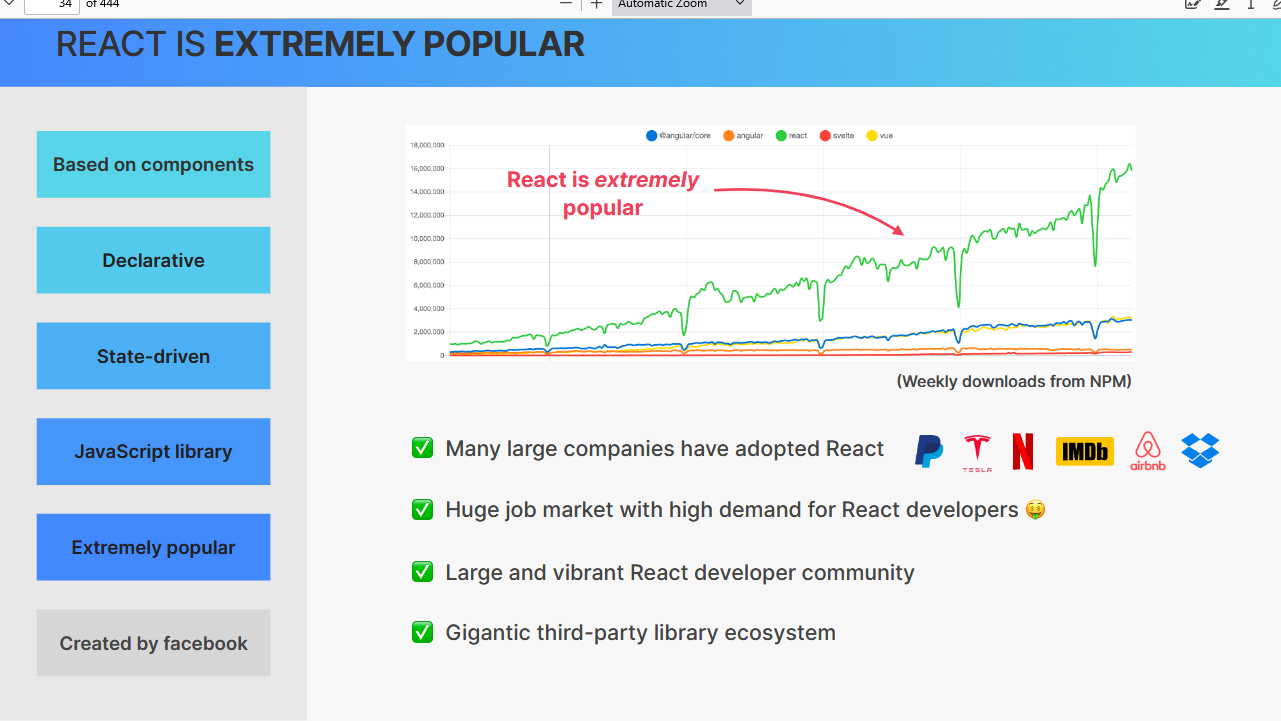 34 of 444
Automatic Zoom
REACT IS EXTREMELY POPULAR
Based on components
Declarative
State-driven
JavaScript library
Extremely popular
Created by facebook
@angular/core angular react svelte vue
18,000,000
16,000,000
14,000,000
12,000,000
10,000,000
8,000,000
6,000,000
4,000,000
2,000,000
0
React is extremely
popular
(Weekly downloads from NPM)
✅ Many large companies have adopted React
TESLA
N
IMDb
airbnb
✅ Huge job market with high demand for React developers 🤑
✅ Large and vibrant React developer community
✅ Gigantic third-party library ecosystem